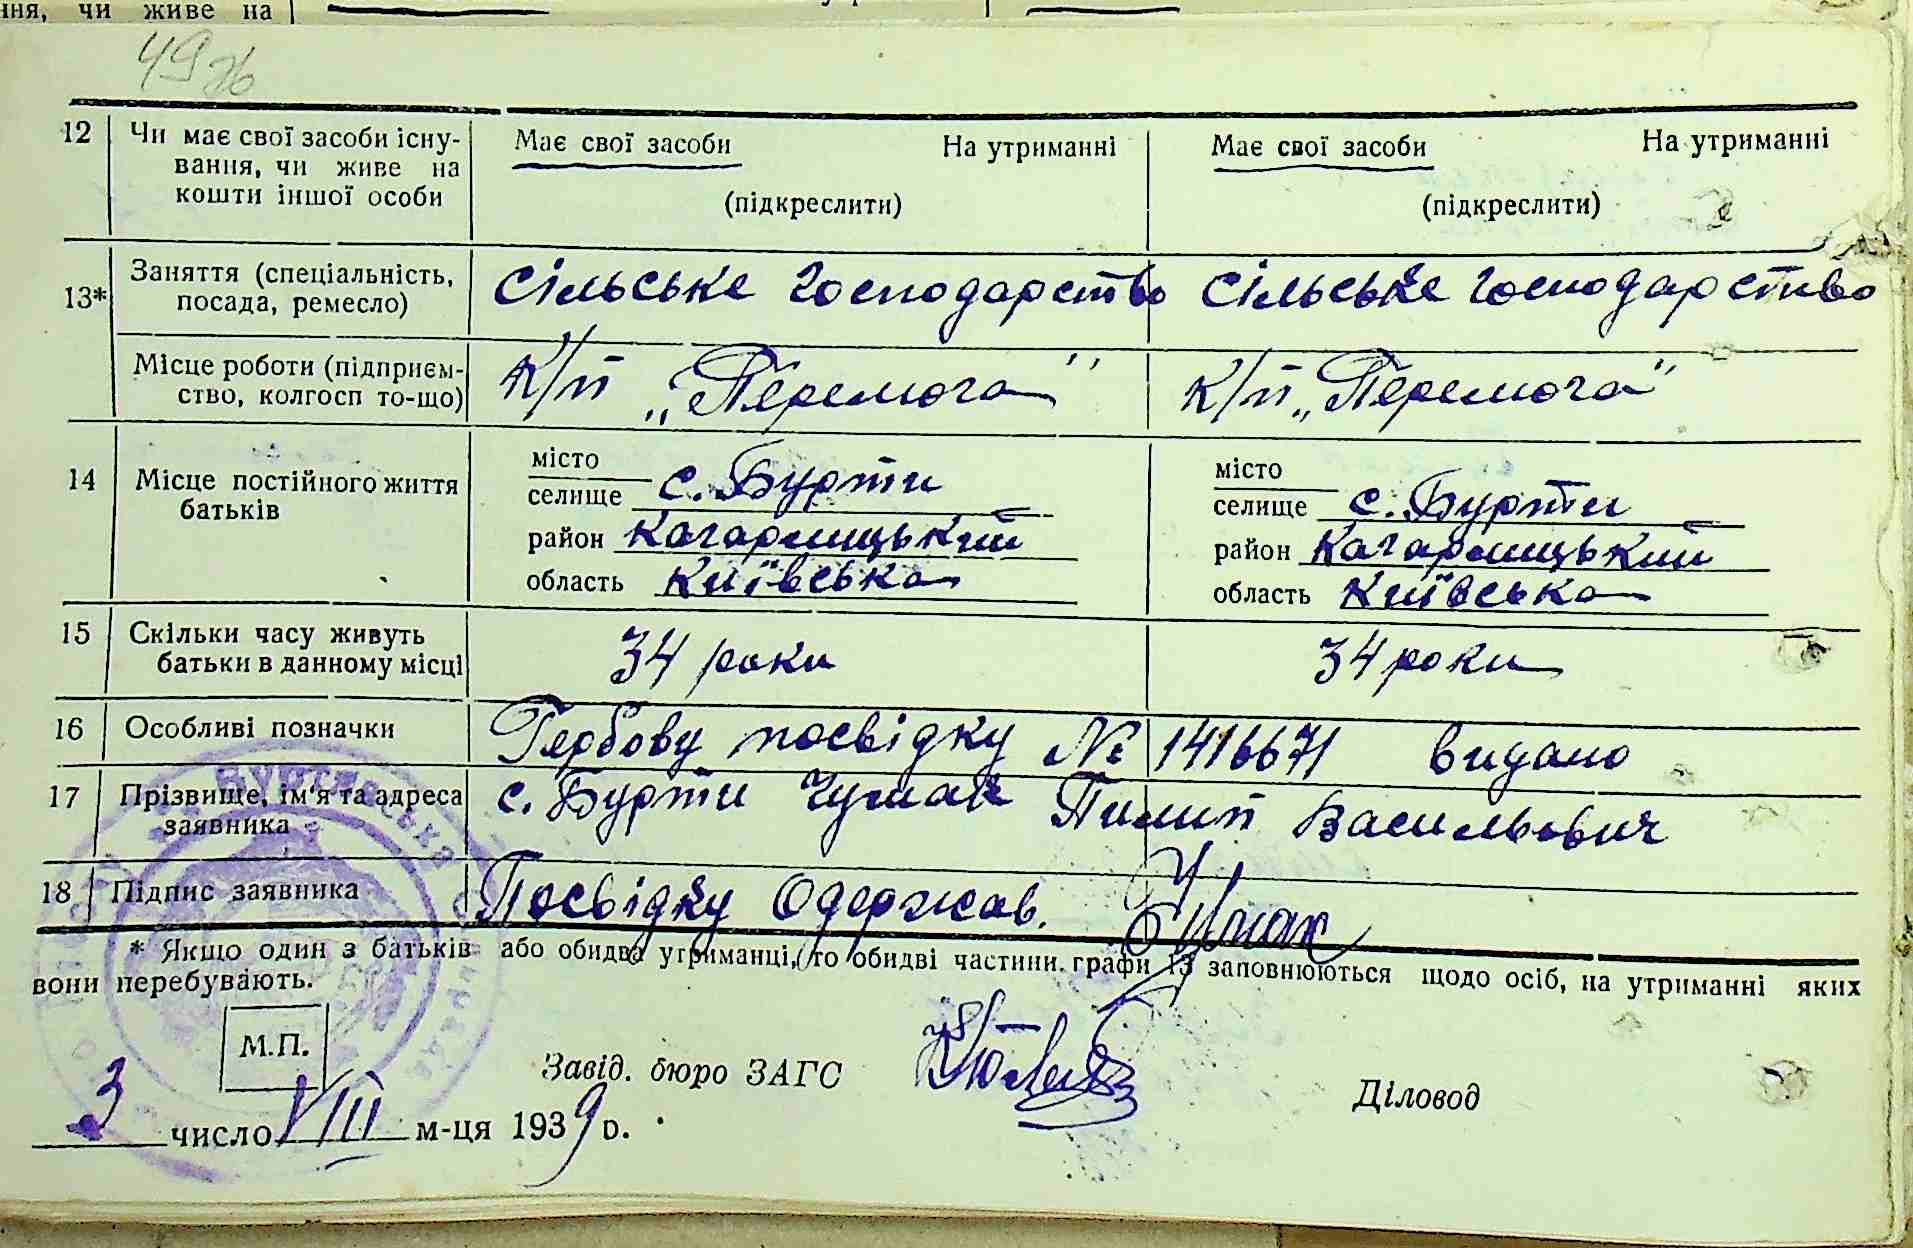 ння, чи живе на
49зв
12 Чи має свої засоби існу- Має свої засоби На утриманні Має свої засоби На утриманні
вання, чи живе на
кошти іншої особи (підкреслити) (підкреслити)
13* Заняття (спеціальність, Сільське господарство Сільське господарство
посада, ремесло)
Місце роботи (підприєм- К/п „Перемога" К/п „Перемога"
ство, колгосп то-що)
14 Місце постійного життя місто місто
батьків селище с. Бурти селище с. Бурти
район Кагарлицький район Кагарлицький
область Київська область Київська
15 Скільки часу живуть 34 роки 34 роки
батьки в данному місці
16 Особливі позначки Гербову посвідку № 1416671 видано
17 Прізвище, ім'я та адреса с. Бурти Чумак Пилип Васильович
заявника
18 Підпис заявника Посвідку Одержав. Чумак
* Якщо один з батьків або обидва утриманці, то обидві частини графи 13 заповнюються щодо осіб, на утриманні яких
вони перебувають.
М.П.
Завід. бюро ЗАГС Діловод
3 число VIII м-ця 1939 р.